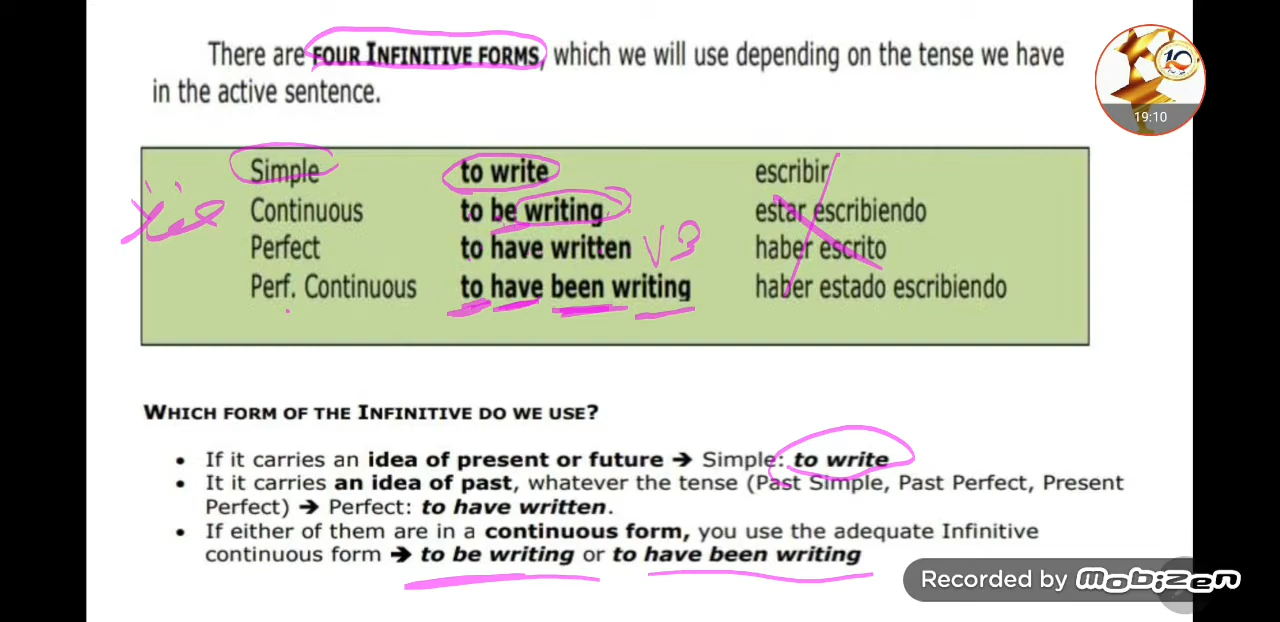 There are FOUR INFINITIVE FORMS, which we will use depending on the tense we have
in the active sentence.
10
19:10
Simple to write escribir
Continuous to be writing estar escribiendo
Perfect to have written V3 haber escrito
Perf. Continuous to have been writing haber estado escribiendo
WHICH FORM OF THE INFINITIVE DO WE USE?
• If it carries an idea of present or future ➔ Simple: to write
• It it carries an idea of past, whatever the tense (Past Simple, Past Perfect, Present
Perfect) ➔ Perfect: to have written.
• If either of them are in a continuous form, you use the adequate Infinitive
continuous form ➔ to be writing or to have been writing
Recorded by mobizen